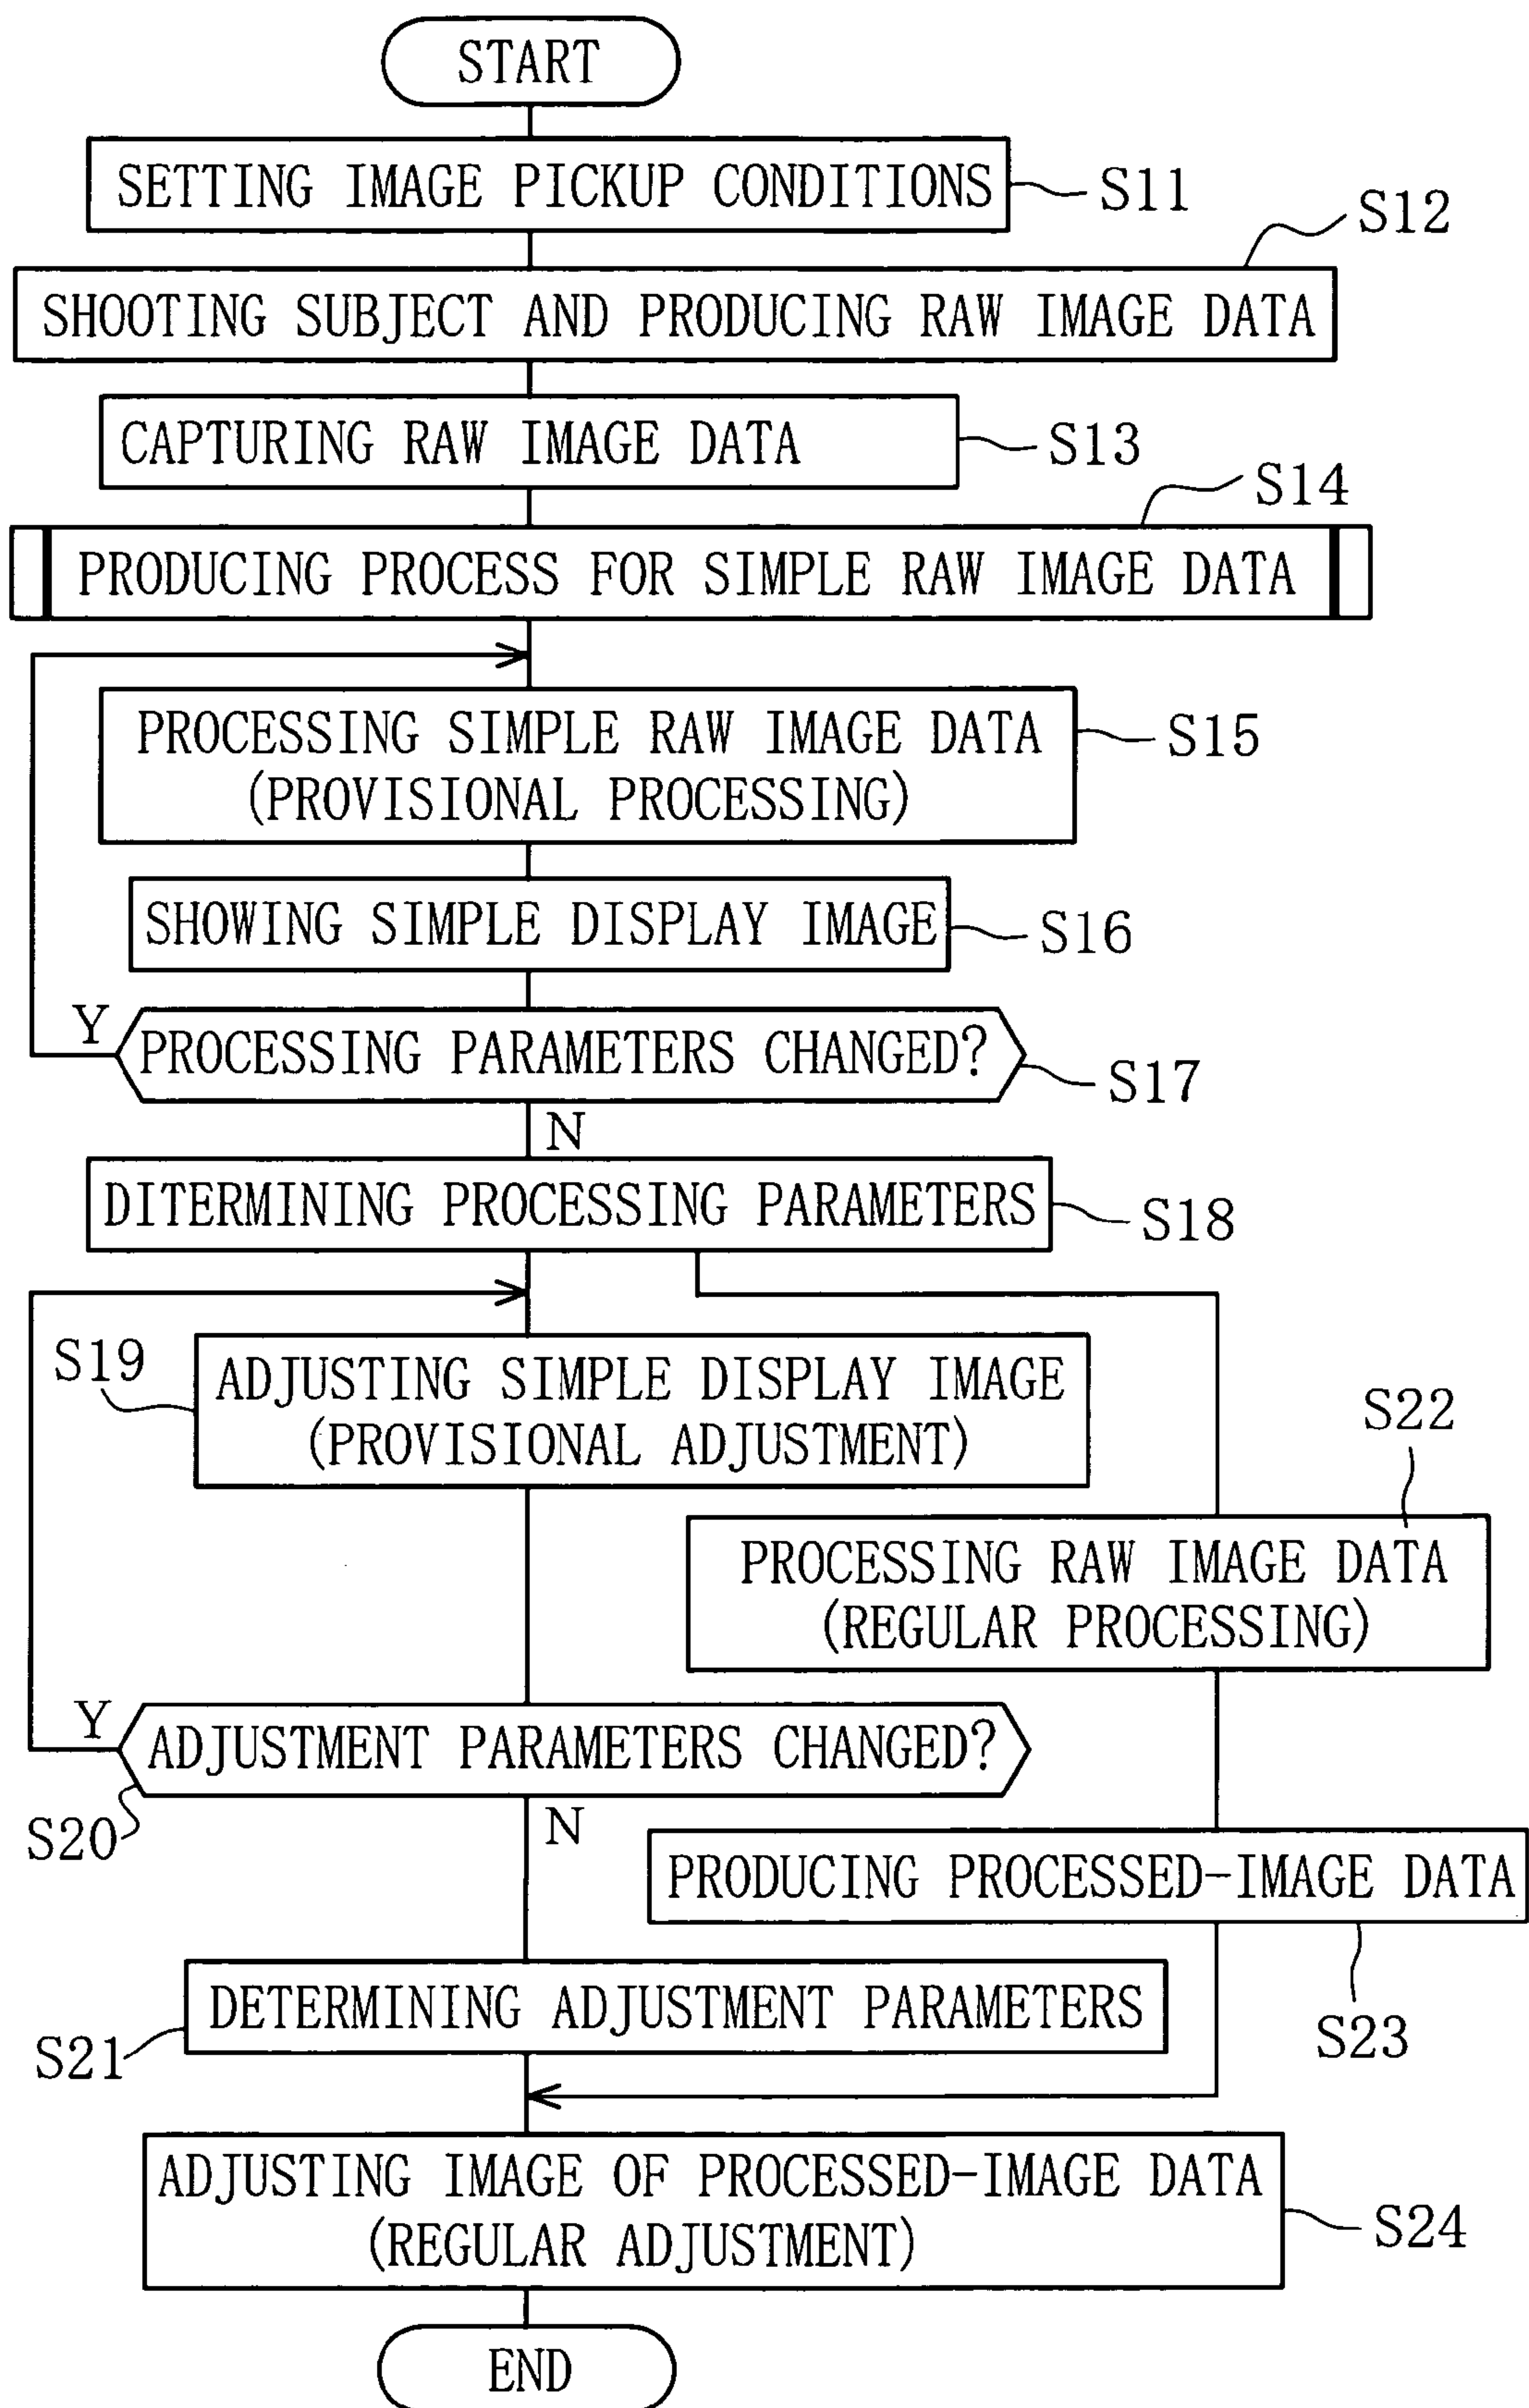 START
SETTING IMAGE PICKUP CONDITIONS
S11
S12
SHOOTING SUBJECT AND PRODUCING RAW IMAGE DATA
CAPTURING RAW IMAGE DATA
S13
S14
PRODUCING PROCESS FOR SIMPLE RAW IMAGE DATA
PROCESSING SIMPLE RAW IMAGE DATA
(PROVISIONAL PROCESSING)
S15
SHOWING SIMPLE DISPLAY IMAGE
S16
Y
PROCESSING PARAMETERS CHANGED?
S17
N
DITERMINING PROCESSING PARAMETERS
S18
S19
ADJUSTING SIMPLE DISPLAY IMAGE
(PROVISIONAL ADJUSTMENT)
S22
PROCESSING RAW IMAGE DATA
(REGULAR PROCESSING)
Y
ADJUSTMENT PARAMETERS CHANGED?
S20
N
PRODUCING PROCESSED-IMAGE DATA
S23
DETERMINING ADJUSTMENT PARAMETERS
S21
ADJUSTING IMAGE OF PROCESSED-IMAGE DATA
(REGULAR ADJUSTMENT)
S24
END